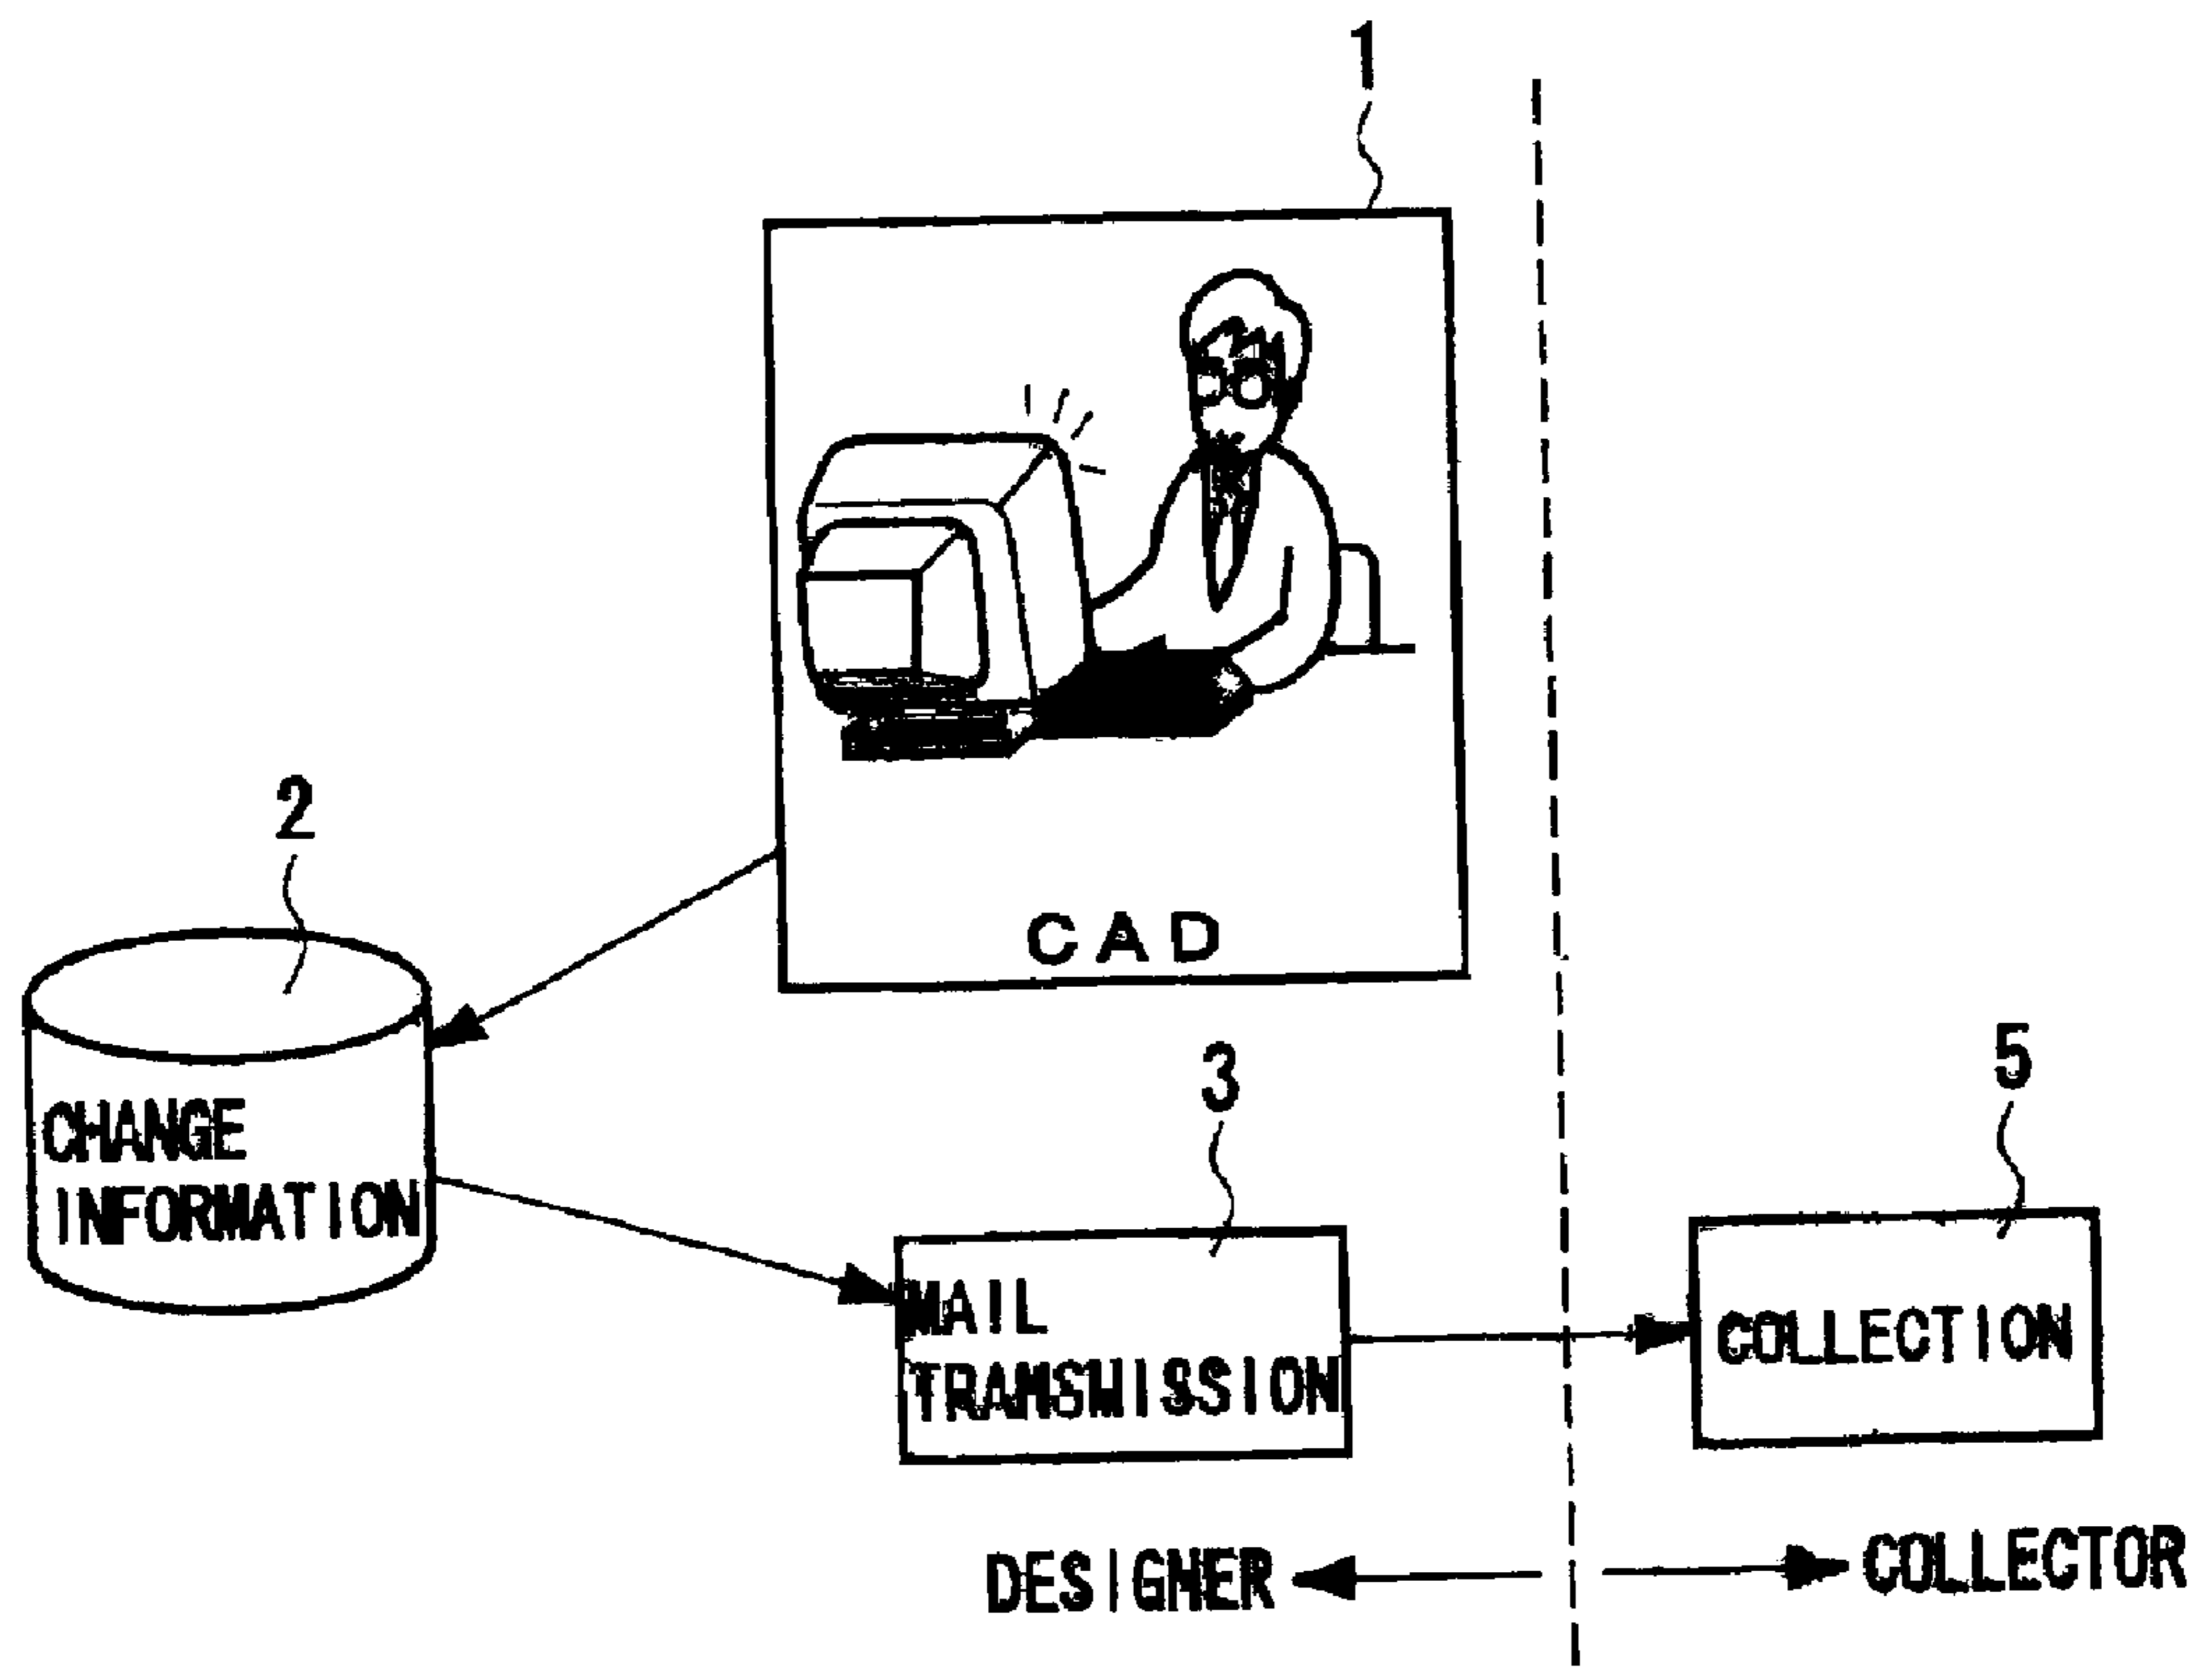 1
CAD
2
CHANGE
INFORMATION
3
MAIL
TRANSMISSION
5
COLLECTION
DESIGNER
COLLECTOR